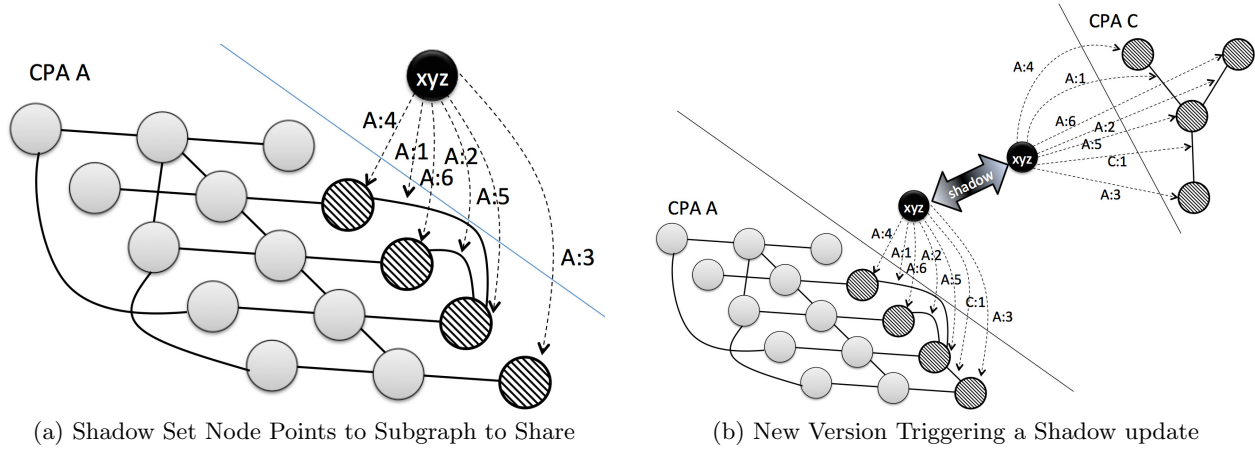 CPA A
xyz
A:4
A:1
A:2
A:6
A:5
A:3
(a) Shadow Set Node Points to Subgraph to Share
CPA C
A:4
A:1
A:6
A:2
A:5
C:1
A:3
xyz
shadow
xyz
CPA A
A:4
A:1
A:2
A:6
A:5
C:1
A:3
(b) New Version Triggering a Shadow update